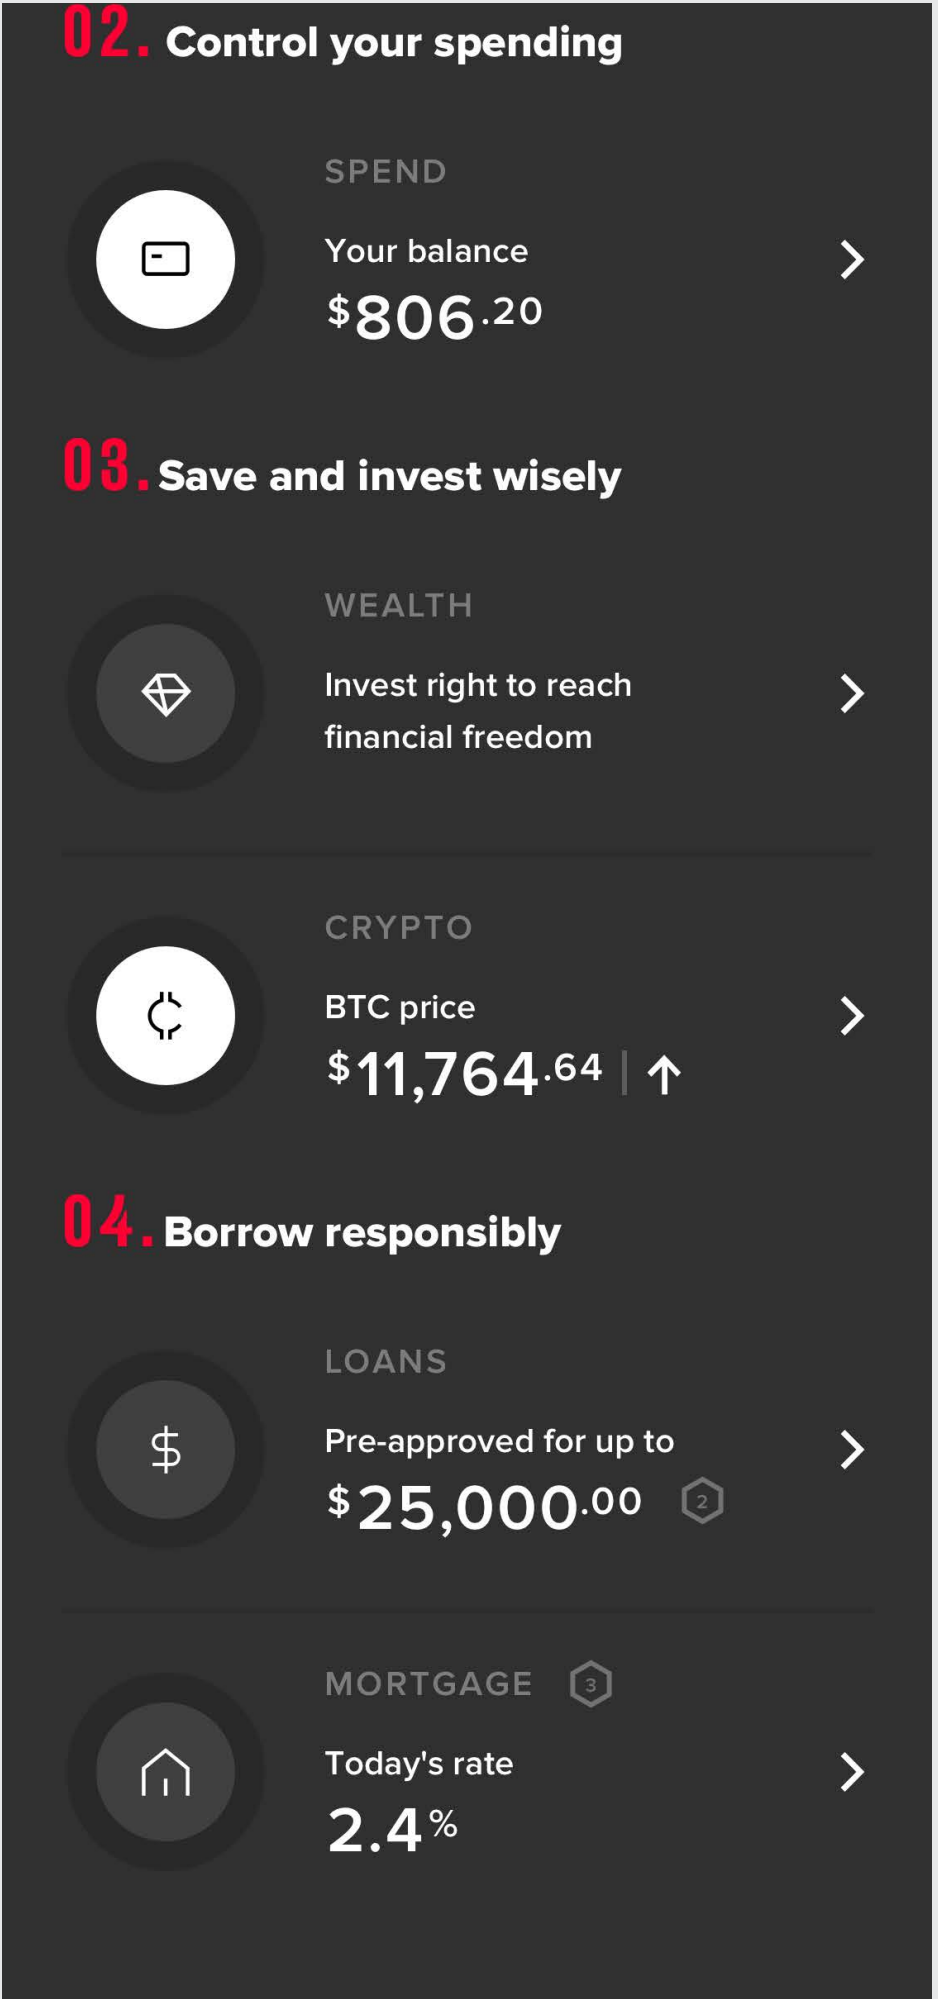 02. Control your spending
SPEND
Your balance
$806.20
03. Save and invest wisely
WEALTH
Invest right to reach
financial freedom
CRYPTO
BTC price
$11,764.64
04. Borrow responsibly
LOANS
Pre-approved for up to
$25,000.00 2
MORTGAGE 3
Today's rate
2.4%